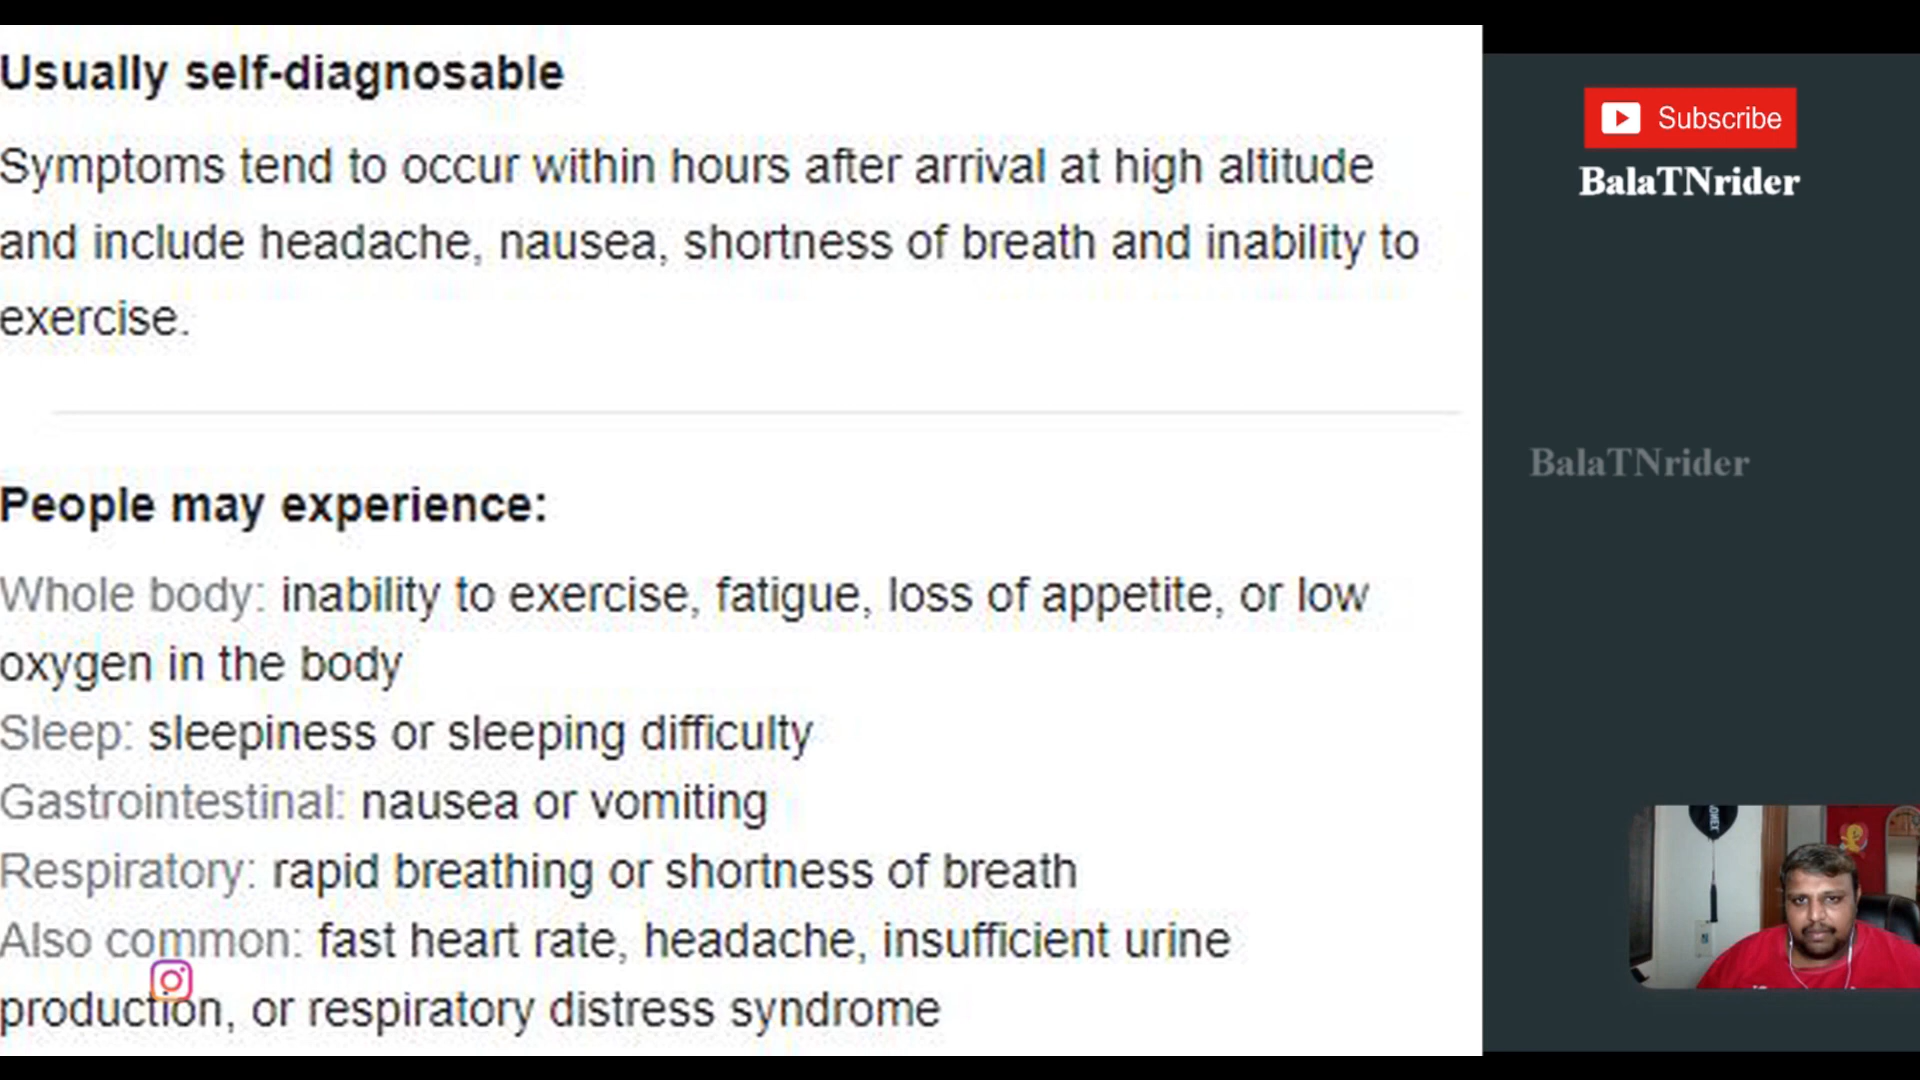 Usually self-diagnosable
Symptoms tend to occur within hours after arrival at high altitude
and include headache, nausea, shortness of breath and inability to
exercise.
People may experience:
Whole body: inability to exercise, fatigue, loss of appetite, or low
oxygen in the body
Sleep: sleepiness or sleeping difficulty
Gastrointestinal: nausea or vomiting
Respiratory: rapid breathing or shortness of breath
Also common: fast heart rate, headache, insufficient urine
production, or respiratory distress syndrome
Subscribe
BalaTNrider
BalaTNrider